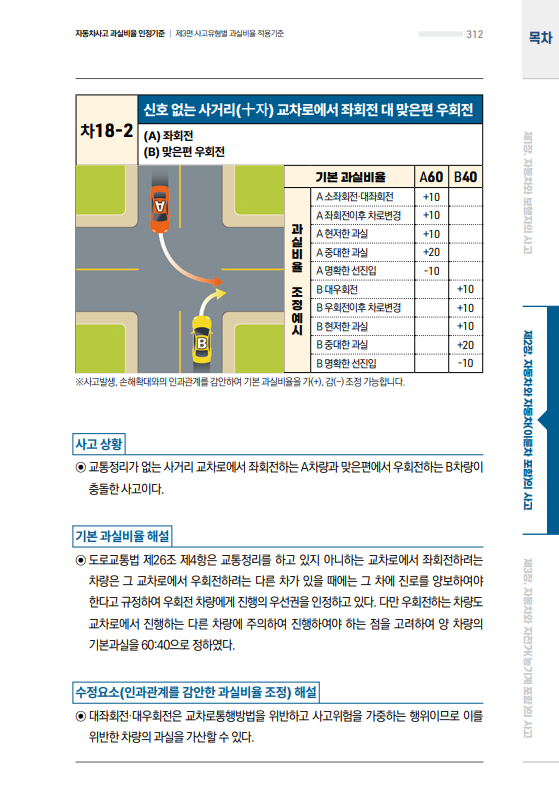 자동차사고 과실비율 인정기준 | 제3편 사고유형별 과실비율 적용기준
312
목차
차18-2
신호 없는 사거리(十자) 교차로에서 좌회전 대 맞은편 우회전
(A) 좌회전
(B) 맞은편 우회전
A
B
기본 과실비율 A60 B40
과실비율 조정예시
A 소좌회전·대좌회전 +10
A 좌회전이후 차로변경 +10
A 현저한 과실 +10
A 중대한 과실 +20
A 명확한 선진입 -10
B 대우회전 +10
B 우회전이후 차로변경 +10
B 현저한 과실 +10
B 중대한 과실 +20
B 명확한 선진입 -10
※사고발생, 손해확대와의 인과관계를 감안하여 기본 과실비율을 가(+), 감(-) 조정 가능합니다.
사고 상황
◉ 교통정리가 없는 사거리 교차로에서 좌회전하는 A차량과 맞은편에서 우회전하는 B차량이
충돌한 사고이다.
기본 과실비율 해설
◉ 도로교통법 제26조 제4항은 교통정리를 하고 있지 아니하는 교차로에서 좌회전하려는
차량은 그 교차로에서 우회전하려는 다른 차가 있을 때에는 그 차에 진로를 양보하여야
한다고 규정하여 우회전 차량에게 진행의 우선권을 인정하고 있다. 다만 우회전하는 차량도
교차로에서 진행하는 다른 차량에 주의하여 진행하여야 하는 점을 고려하여 양 차량의
기본과실을 60:40으로 정하였다.
수정요소(인과관계를 감안한 과실비율 조정) 해설
◉ 대좌회전·대우회전은 교차로통행방법을 위반하고 사고위험을 가중하는 행위이므로 이를
위반한 차량의 과실을 가산할 수 있다.
제1장. 자동차와 보행자의 사고
제2장. 자동차와 자동차(이륜차 포함)의 사고
제3장. 자동차와 자전거(농기계 포함)의 사고